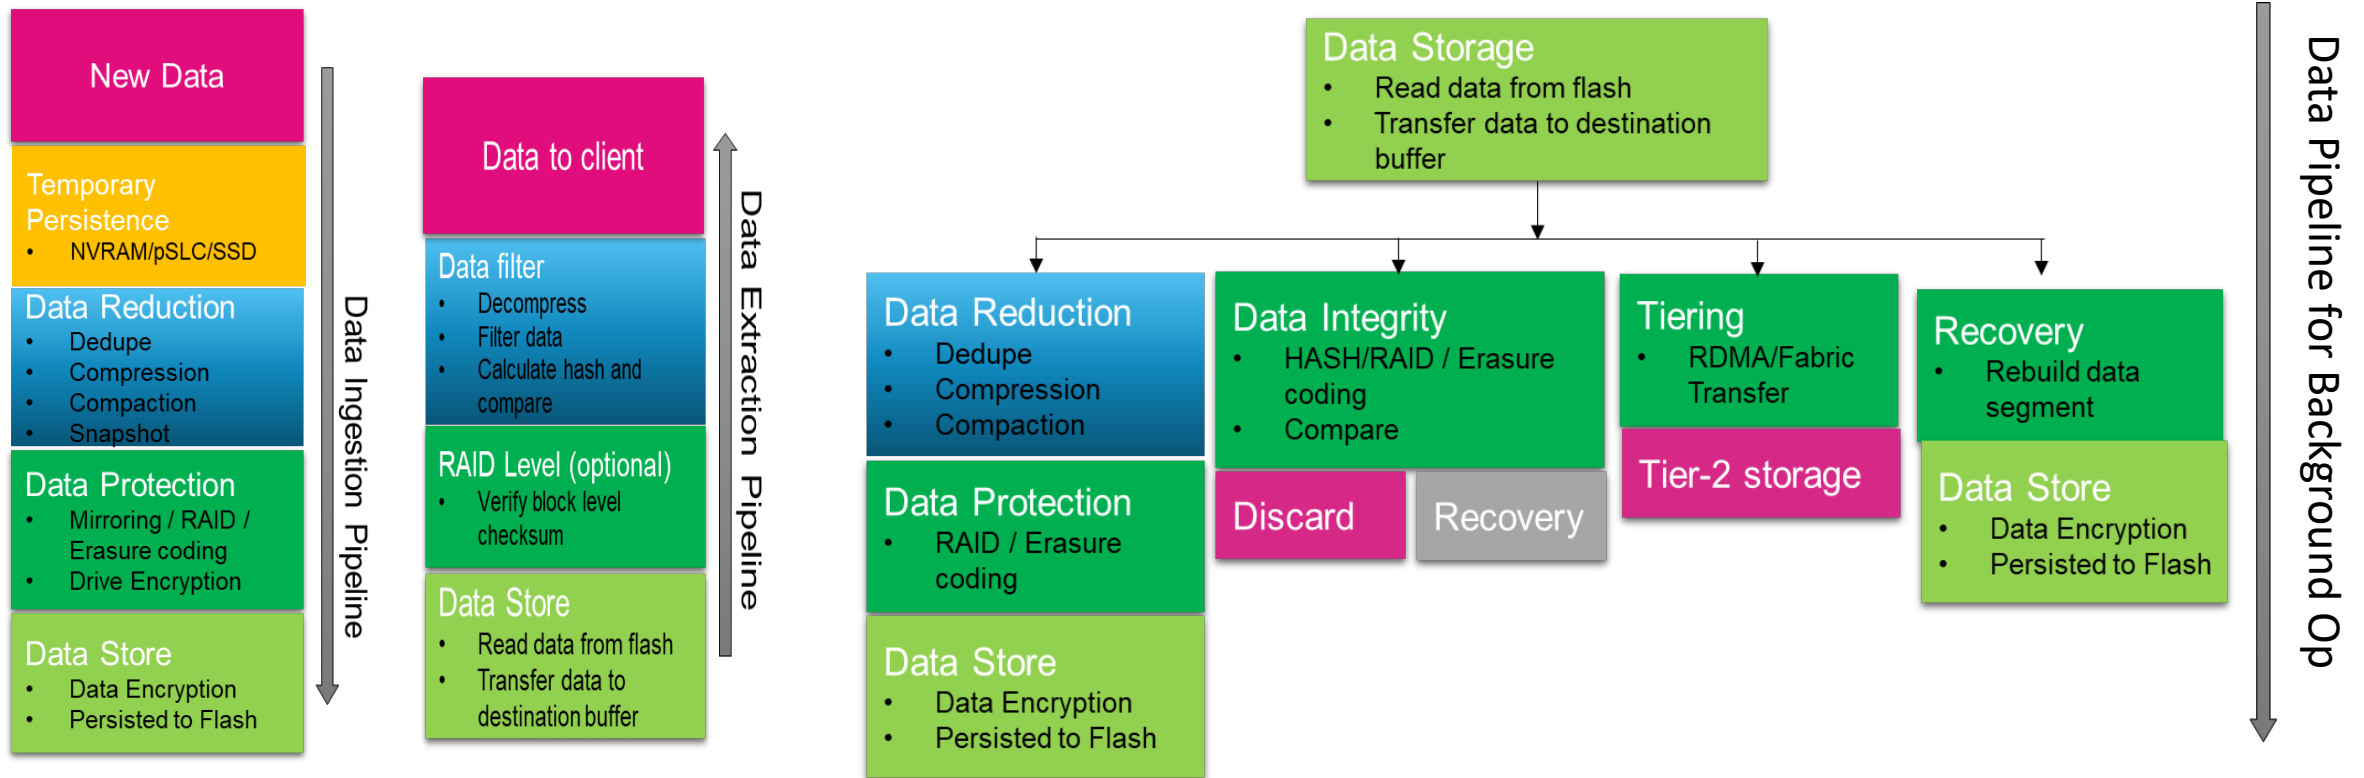 New Data
Temporary
Persistence
• NVRAM/pSLC/SSD
Data Reduction
• Dedupe
• Compression
• Compaction
• Snapshot
Data Protection
• Mirroring / RAID /
Erasure coding
• Drive Encryption
Data Store
• Data Encryption
• Persisted to Flash
Data Ingestion Pipeline
Data to client
Data filter
• Decompress
• Filter data
• Calculate hash and
compare
RAID Level (optional)
• Verify block level
checksum
Data Store
• Read data from flash
• Transfer data to
destination buffer
Data Extraction Pipeline
Data Storage
• Read data from flash
• Transfer data to destination
buffer
Data Reduction
• Dedupe
• Compression
• Compaction
Data Protection
• RAID / Erasure
coding
Data Store
• Data Encryption
• Persisted to Flash
Data Integrity
• HASH/RAID / Erasure
coding
• Compare
Discard
Recovery
Tiering
• RDMA/Fabric
Transfer
Tier-2 storage
Recovery
• Rebuild data
segment
Data Store
• Data Encryption
• Persisted to Flash
Data Pipeline for Background Op